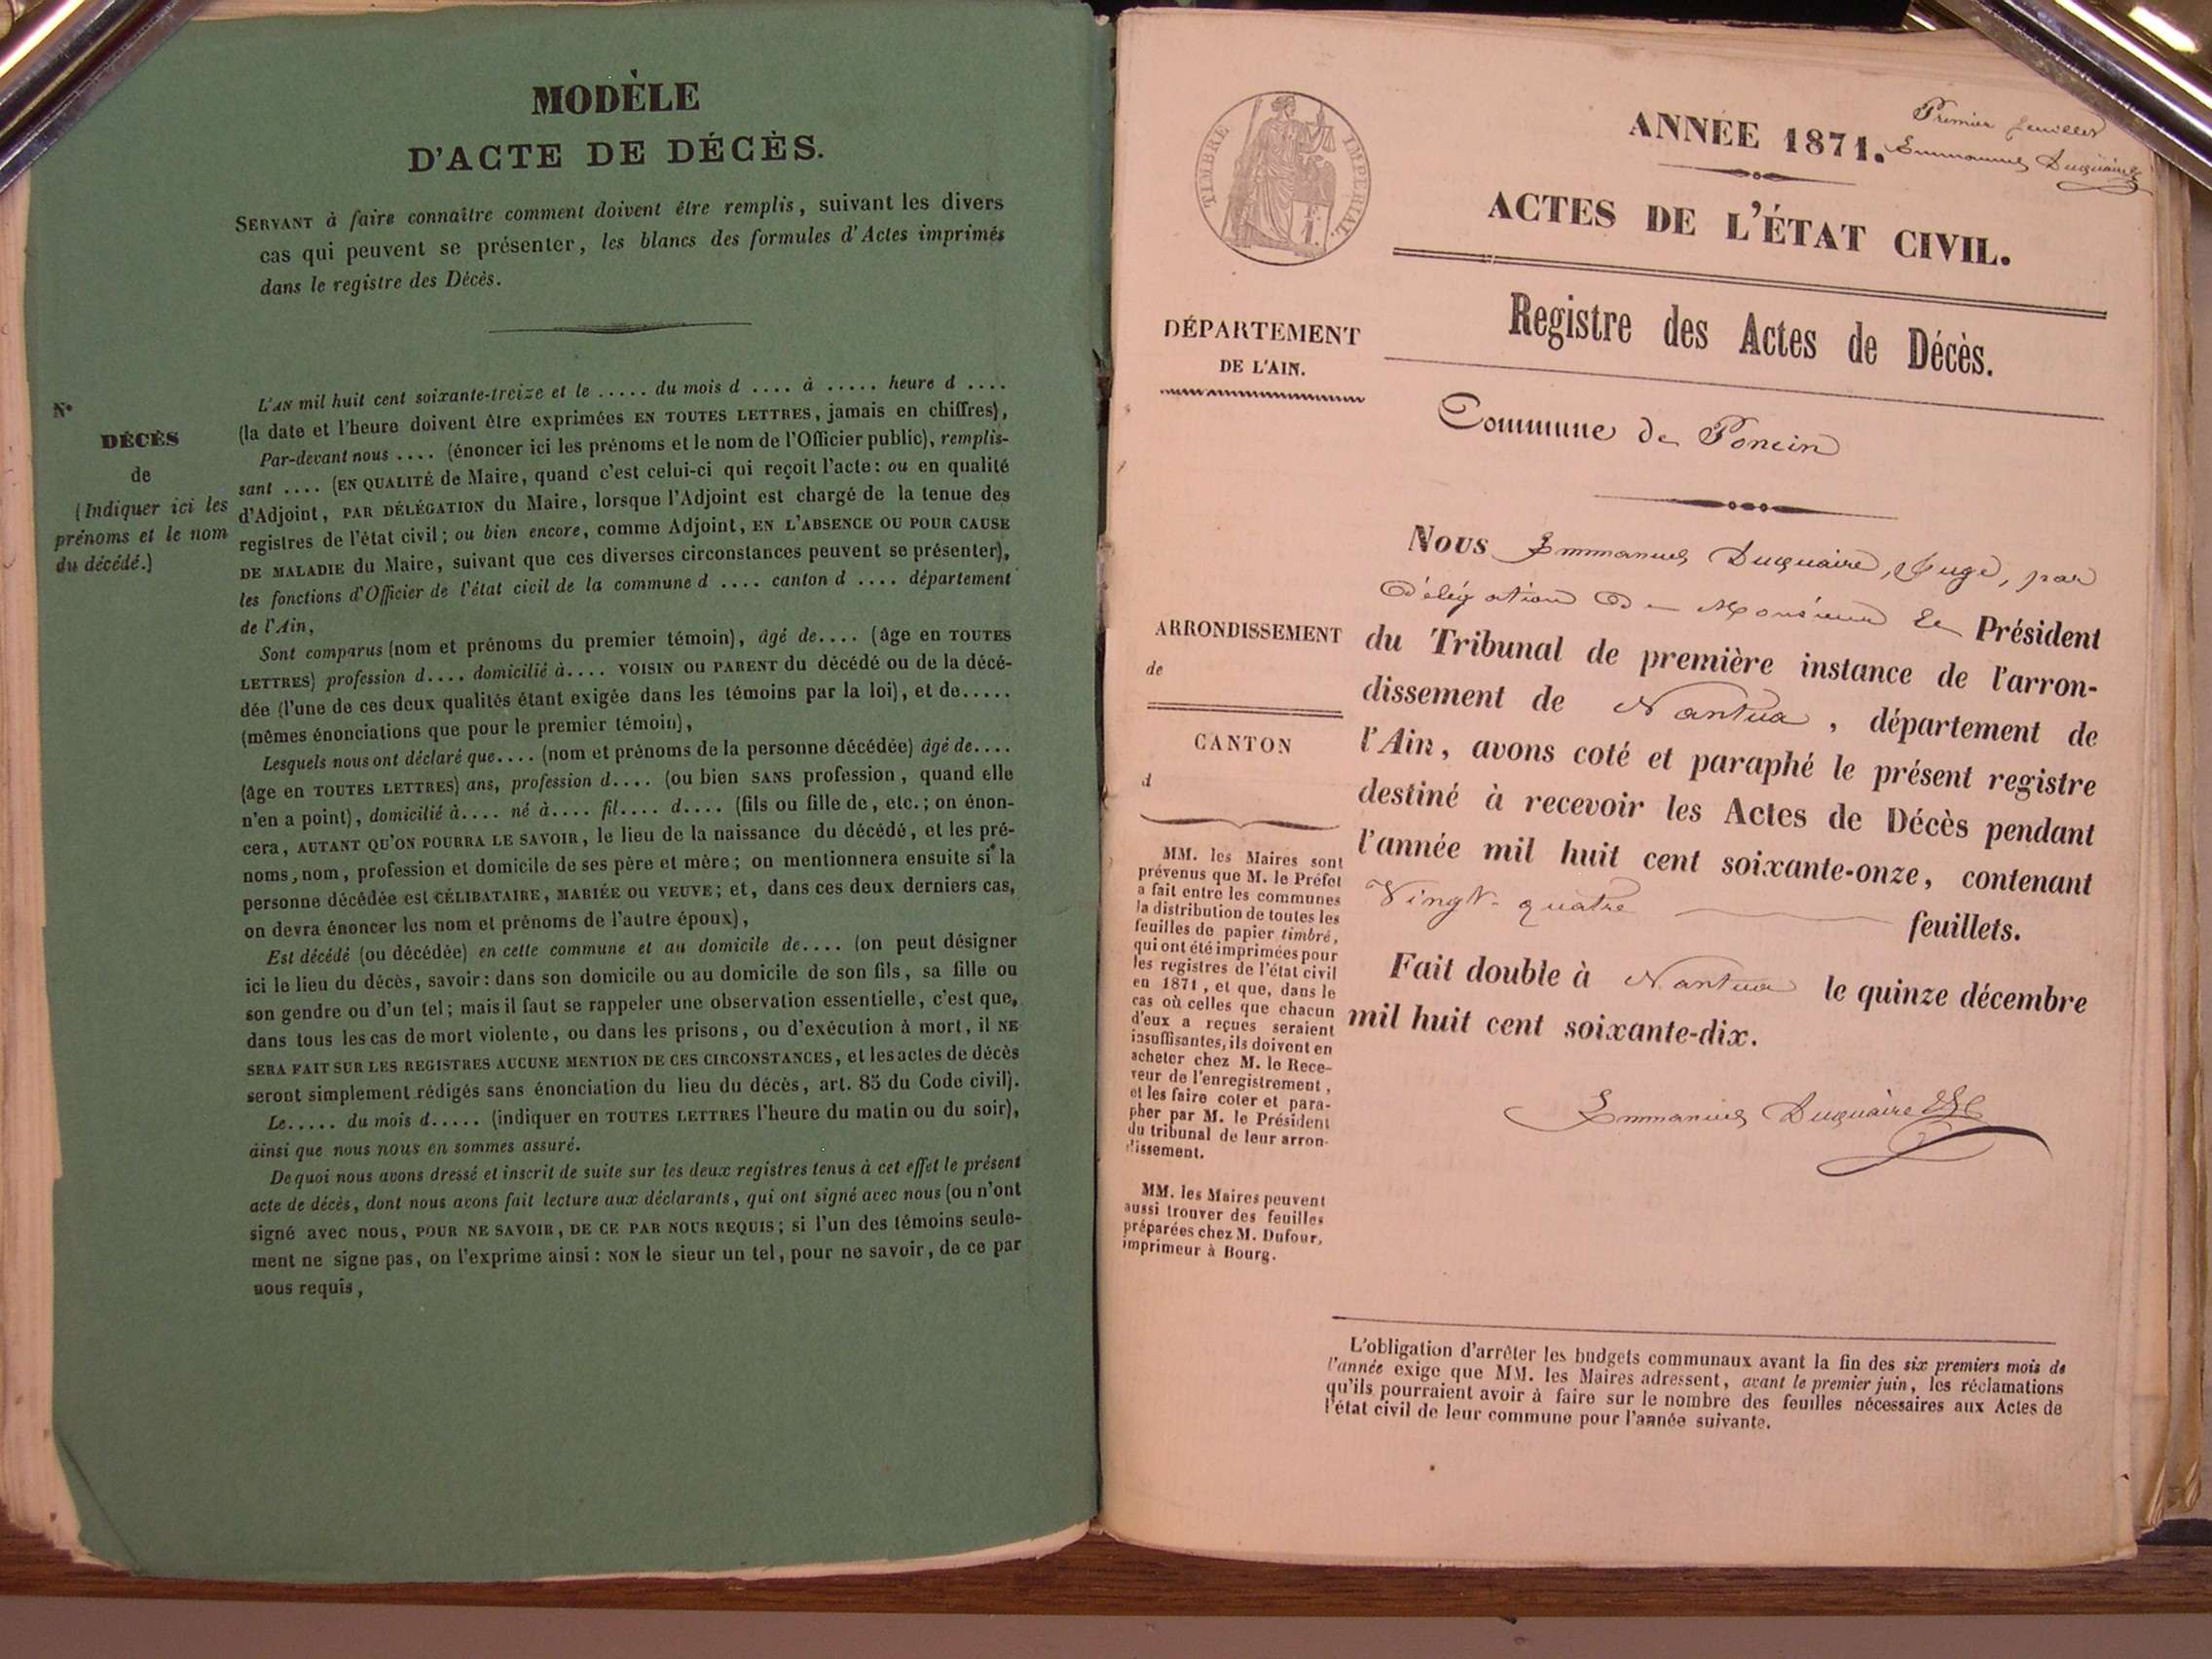 MODÈLE
D'ACTE DE DÉCÈS.
SERVANT à faire connaître comment doivent être remplis, suivant les divers
cas qui peuvent se présenter, les blancs des formules d'Actes imprimés
dans le registre des Décès.
N°
DÉCÈS
de
(Indiquer ici les
prénoms et le nom
du décédé.)
L'AN mil huit cent soixante-treize et le ..... du mois d .... à ..... heure d ....
(la date et l'heure doivent être exprimées EN TOUTES LETTRES, jamais en chiffres),
Par-devant nous .... (énoncer ici les prénoms et le nom de l'Officier public), remplis-
sant .... (EN QUALITÉ de Maire, quand c'est celui-ci qui reçoit l'acte: ou en qualité
d'Adjoint, PAR DÉLÉGATION du Maire, lorsque l'Adjoint est chargé de la tenue des
registres de l'état civil; ou bien encore, comme Adjoint, EN L'ABSENCE OU POUR CAUSE
DE MALADIE du Maire, suivant que ces diverses circonstances peuvent se présenter),
les fonctions d'Officier de l'état civil de la commune d .... canton d .... département
de l'Ain,
Sont comparus (nom et prénoms du premier témoin), âgé de.... (âge en TOUTES
LETTRES) profession d.... domicilié à.... VOISIN OU PARENT du décédé ou de la décé-
dée (l'une de ces deux qualités étant exigée dans les témoins par la loi), et de.....
(mêmes énonciations que pour le premier témoin),
Lesquels nous ont déclaré que.... (nom et prénoms de la personne décédée) âgé de....
(âge en TOUTES LETTRES) ans, profession d.... (ou bien SANS profession, quand elle
n'en a point), domicilié à.... né à.... fil.... d.... (fils ou fille de, etc.; on énon-
cera, AUTANT QU'ON POURRA LE SAVOIR, le lieu de la naissance du décédé, et les pré-
noms, nom, profession et domicile de ses père et mère; on mentionnera ensuite si la
personne décédée est CÉLIBATAIRE, MARIÉE OU VEUVE; et, dans ces deux derniers cas,
on devra énoncer les nom et prénoms de l'autre époux),
Est décédé (ou décédée) en cette commune et au domicile de.... (on peut désigner
ici le lieu du décès, savoir: dans son domicile ou au domicile de son fils, sa fille ou
son gendre ou d'un tel; mais il faut se rappeler une observation essentielle, c'est que,
dans tous les cas de mort violente, ou dans les prisons, ou d'exécution à mort, il NE
SERA FAIT SUR LES REGISTRES AUCUNE MENTION DE CES CIRCONSTANCES, et les actes de décès
seront simplement rédigés sans énonciation du lieu du décès, art. 85 du Code civil).
Le..... du mois d..... (indiquer en TOUTES LETTRES l'heure du matin ou du soir),
ainsi que nous nous en sommes assuré.
De quoi nous avons dressé et inscrit de suite sur les deux registres tenus à cet effet le présent
acte de décès, dont nous avons fait lecture aux déclarants, qui ont signé avec nous (ou n'ont
signé avec nous, POUR NE SAVOIR, DE CE PAR NOUS REQUIS; si l'un des témoins seule-
ment ne signe pas, on l'exprime ainsi: NON le sieur un tel, pour ne savoir, de ce par
nous requis,
TIMBRE IMPÉRIAL.
Premier feuillet
Emmanuel Duquaire
ANNÉE 1871.
ACTES DE L'ÉTAT CIVIL.
Registre des Actes de Décès.
DÉPARTEMENT
DE L'AIN.
Commune de Poncin
ARRONDISSEMENT
de
CANTON
d
MM. les Maires sont
prévenus que M. le Préfet
a fait entre les communes
la distribution de toutes les
feuilles de papier timbré,
qui ont été imprimées pour
les registres de l'état civil
en 1871, et que, dans le
cas où celles que chacun
d'eux a reçues seraient
insuffisantes, ils doivent en
acheter chez M. le Rece-
veur de l'enregistrement,
et les faire coter et para-
pher par M. le Président
du tribunal de leur arron-
dissement.
MM. les Maires peuvent
aussi trouver des feuilles
préparées chez M. Dufour,
imprimeur à Bourg.
Nous Emmanuel Duquaire, Juge, par
délégation de Monsieur le Président
du Tribunal de première instance de l'arron-
dissement de Nantua, département de
l'Ain, avons coté et paraphé le présent registre
destiné à recevoir les Actes de Décès pendant
l'année mil huit cent soixante-onze, contenant
Vingt-quatre feuillets.
Fait double à Nantua le quinze décembre
mil huit cent soixante-dix.
Emmanuel Duquaire
L'obligation d'arrêter les budgets communaux avant la fin des six premiers mois de
l'année exige que MM. les Maires adressent, avant le premier juin, les réclamations
qu'ils pourraient avoir à faire sur le nombre des feuilles nécessaires aux Actes de
l'état civil de leur commune pour l'année suivante.